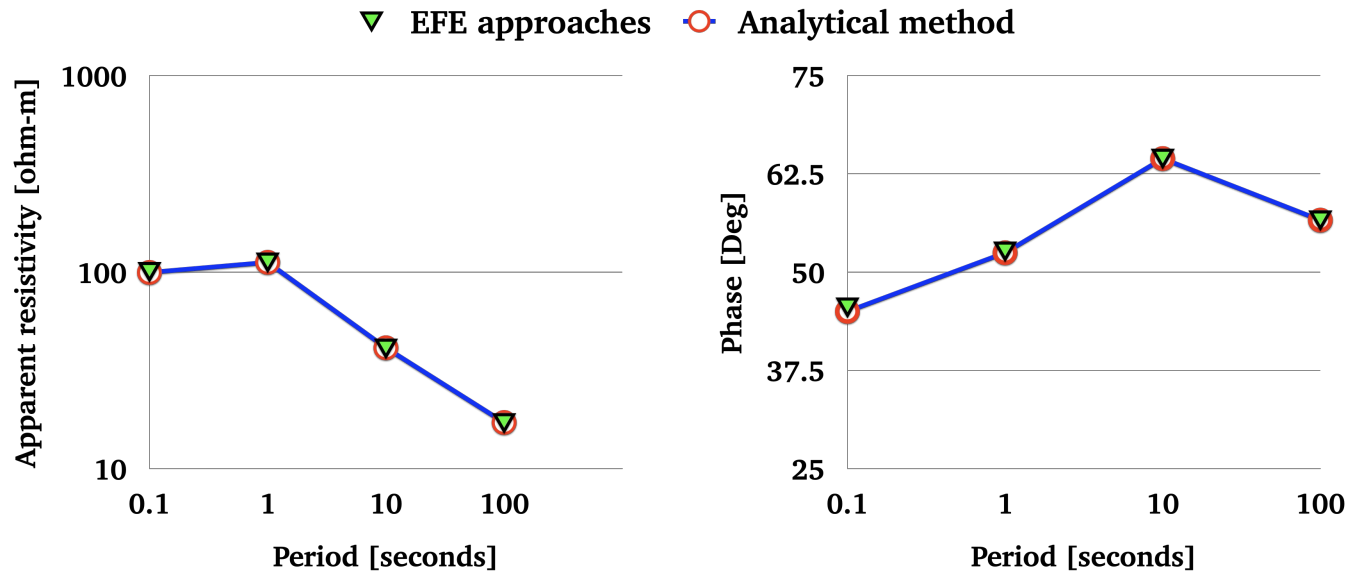 EFE approaches Analytical method
Apparent resistivity [ohm-m]
1000
100
10
0.1 1 10 100
Period [seconds]
Phase [Deg]
75
62.5
50
37.5
25
0.1 1 10 100
Period [seconds]